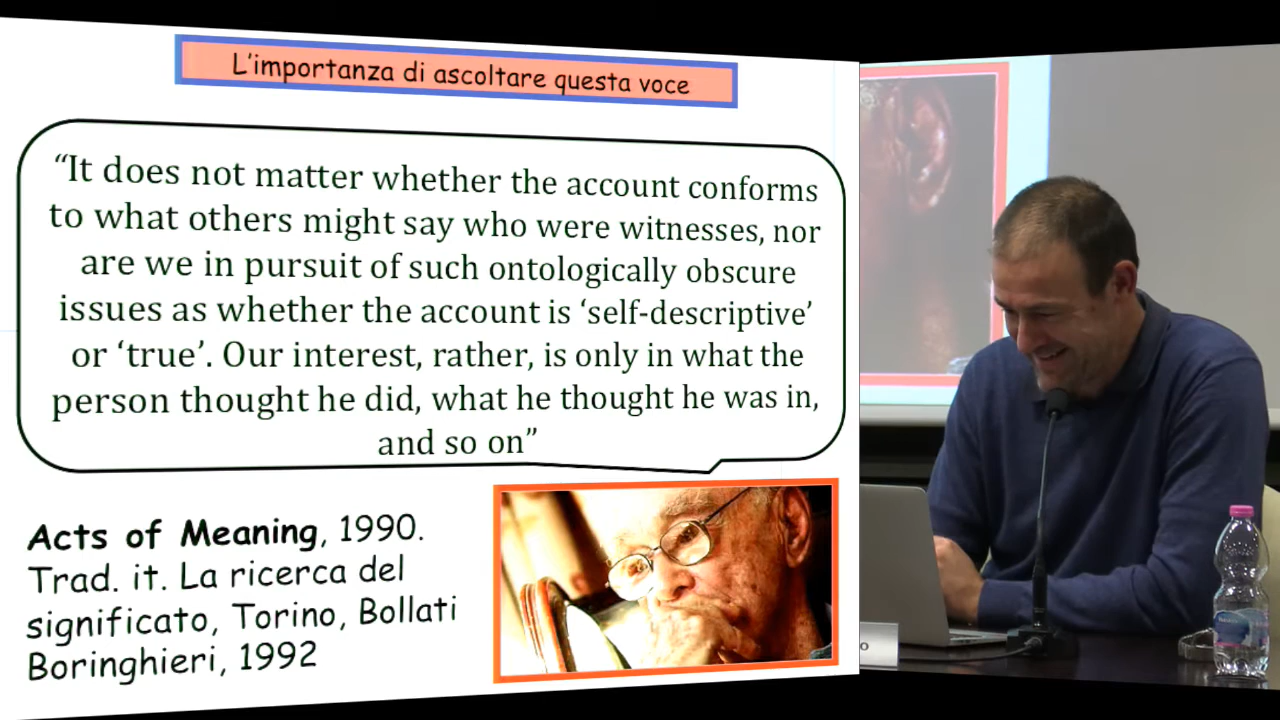 L'importanza di ascoltare questa voce
“It does not matter whether the account conforms
to what others might say who were witnesses, nor
are we in pursuit of such ontologically obscure
issues as whether the account is ‘self-descriptive’
or ‘true’. Our interest, rather, is only in what the
person thought he did, what he thought he was in,
and so on”
Acts of Meaning, 1990.
Trad. it. La ricerca del
significato, Torino, Bollati
Boringhieri, 1992